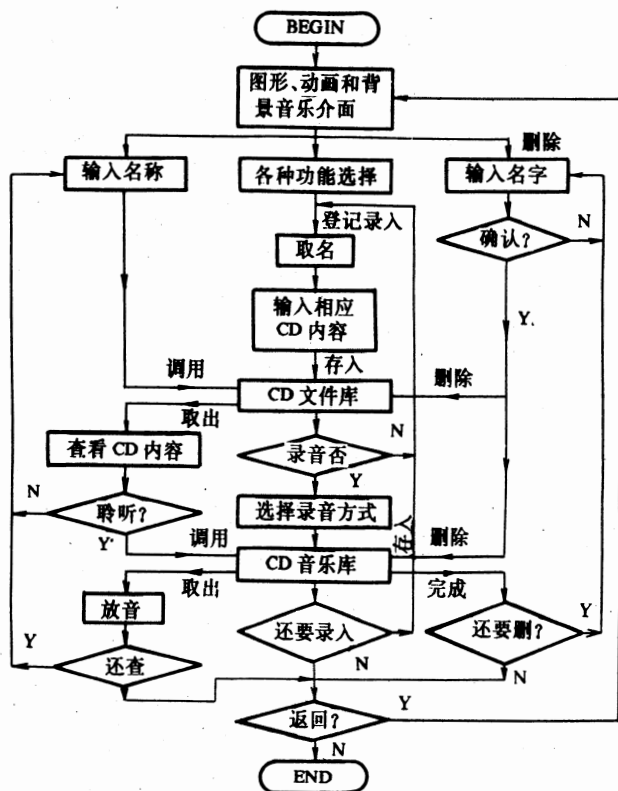 BEGIN
图形、动画和背
景音乐介面
删除
输入名称
各种功能选择
输入名字
登记录入
确认?
N
取名
输入相应
CD 内容
Y.
存入
调用
CD 文件库
删除
取出
查看 CD 内容
录音否
N
Y
N
聆听?
选择录音方式
存入
Y'
调用
CD 音乐库
删除
取出
完成
放音
还要录入
还要删?
Y
Y
还查
N
N
返回?
Y
N
END